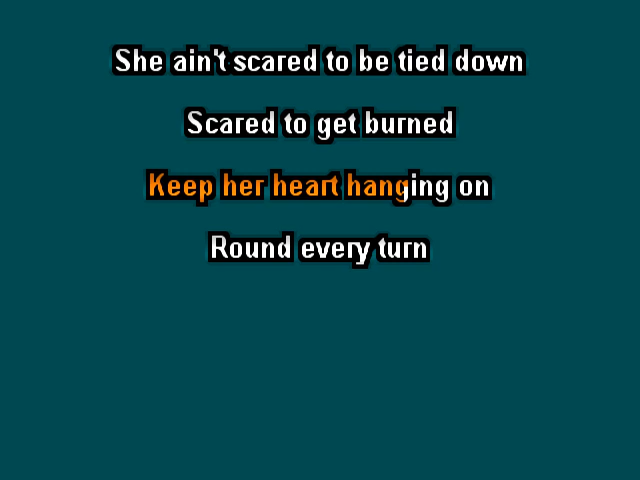 She ain't scared to be tied down
Scared to get burned
Keep her heart hanging on
Round every turn